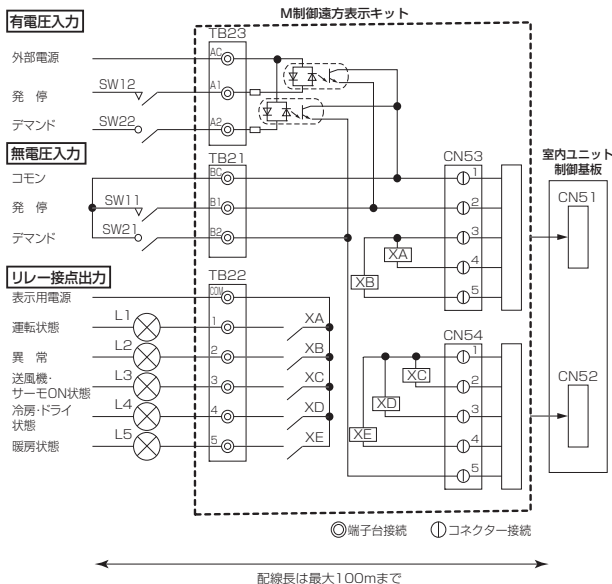 M制御遠方表示キット
有電圧入力
TB23
外部電源
AC
発 停
SW12
A1
デマンド
SW22
A2
無電圧入力
TB21
CN53
室内ユニット
制御基板
コモン
BC
1
CN51
発 停
SW11
B1
2
デマンド
SW21
B2
3
XA
4
XB
5
リレー接点出力
TB22
表示用電源
COM
運転状態
L1
1
XA
CN54
異 常
L2
2
XB
1
送風機・
サーモON状態
L3
3
XC
XC
2
CN52
冷房・ドライ
状態
L4
4
XD
XD
3
暖房状態
L5
5
XE
XE
4
5
端子台接続
コネクター接続
配線長は最大100mまで